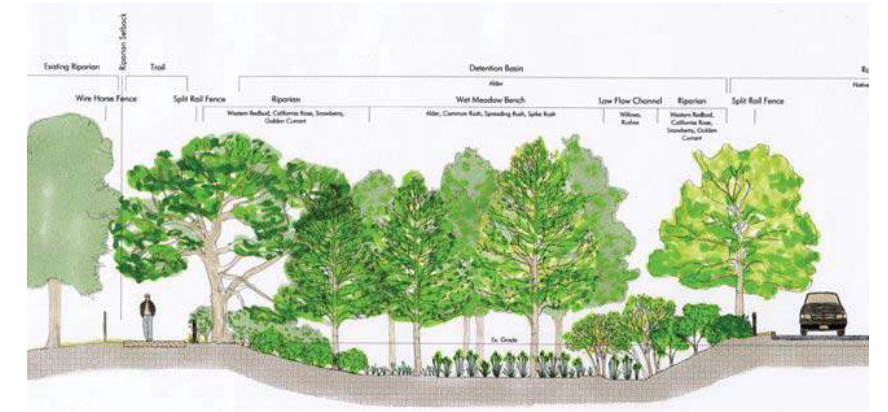 Riparian Setback
Existing Riparian
Trail
Detention Basin
Alder
Wire Horse Fence
Split Rail Fence
Riparian
Wet Meadow Bench
Low Flow Channel
Riparian
Split Rail Fence
Native
Western Redbud, California Rose, Snowberry,
Golden Currant
Alder, Common Rush, Spreading Rush, Spike Rush
Willows,
Rushes
Western Redbud,
California Rose,
Snowberry, Golden
Currant
Ex. Grade